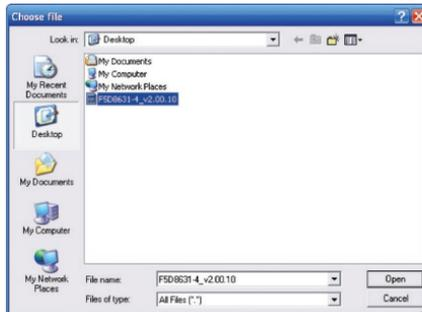 Choose file
Look in: Desktop
My Recent Documents
Desktop
My Documents
My Computer
My Network Places
My Documents
My Computer
My Network Places
F5D8631-4_v2.00.10
File name: F5D8631-4_v2.00.10 Open
Files of type: All Files (*.*) Cancel